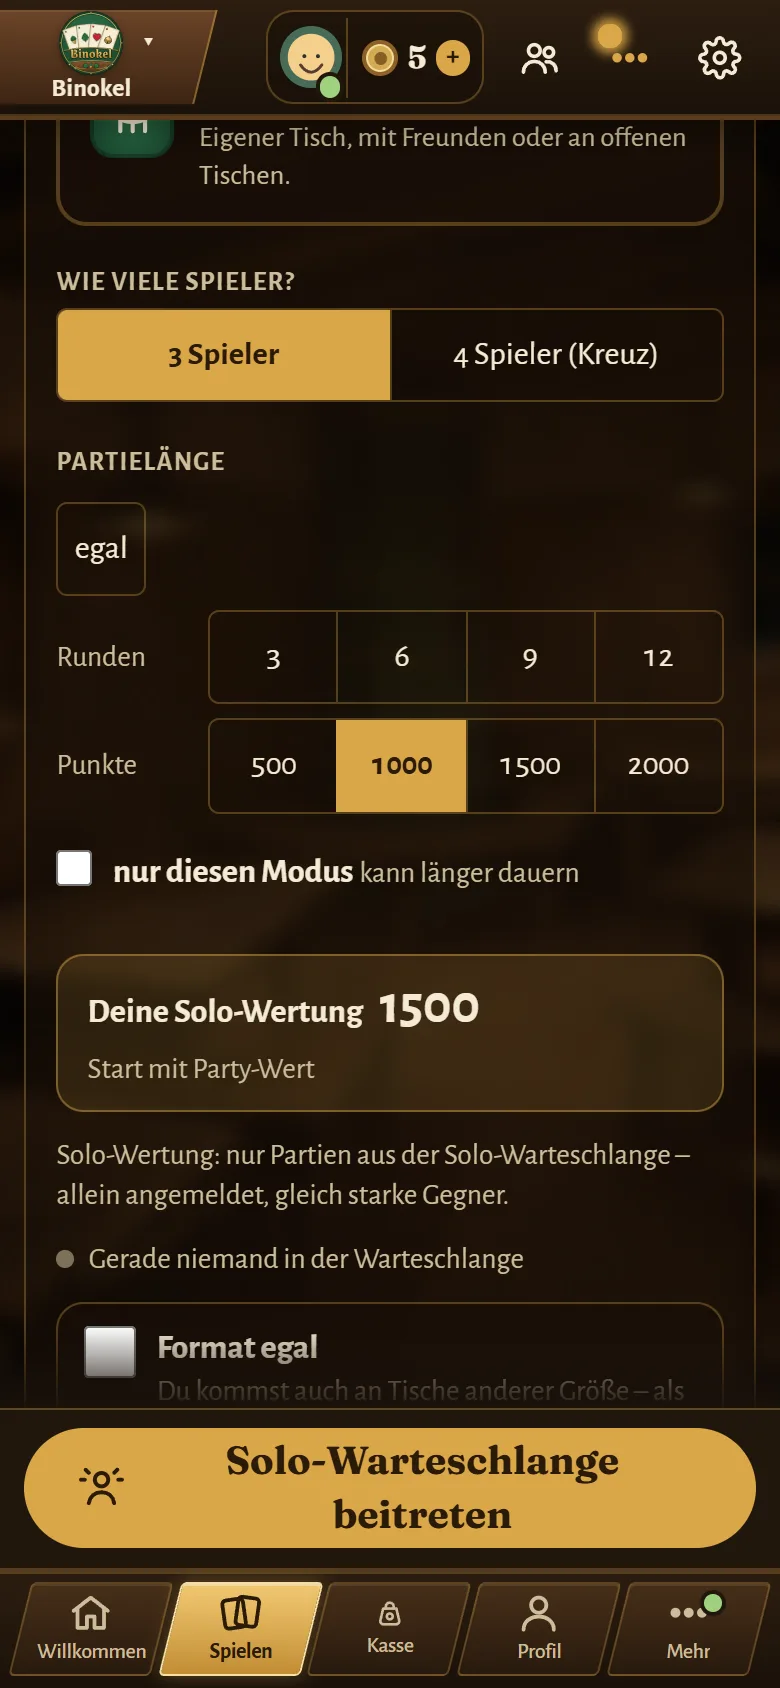 Binokel
Binokel
5
Eigener Tisch, mit Freunden oder an offenen
Tischen.
WIE VIELE SPIELER?
3 Spieler
4 Spieler (Kreuz)
PARTIELÄNGE
egal
Runden
3
6
9
12
Punkte
500
1000
1500
2000
nur diesen Modus kann länger dauern
Deine Solo-Wertung 1500
Start mit Party-Wert
Solo-Wertung: nur Partien aus der Solo-Warteschlange –
allein angemeldet, gleich starke Gegner.
Gerade niemand in der Warteschlange
Format egal
Du kommst auch an Tische anderer Größe – als
Solo-Warteschlange
beitreten
Willkommen
Spielen
Kasse
Profil
Mehr